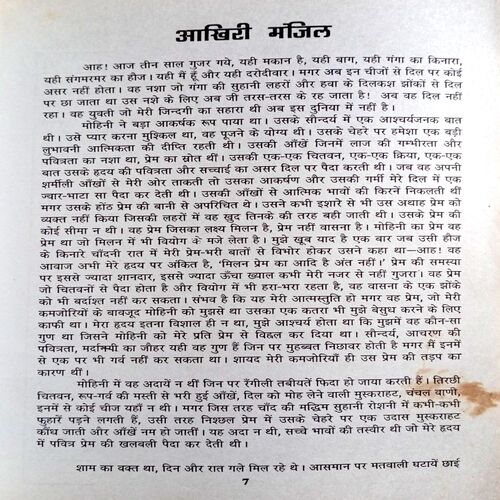 आखिरी मंजिल
आह! आज तीन साल गुजर गये, यही मकान है, यही बाग, यही गंगा का किनारा,
यही संगमरमर का हौज। यही मैं हूँ और यही दरोदीवार। मगर अब इन चीजों से दिल पर कोई
असर नहीं होता। वह नशा जो गंगा की सुहानी लहरों और हवा के दिलकश झोंकों से दिल
पर छा जाता था उस नशे के लिए अब जी तरस-तरस के रह जाता है! अब वह दिल नहीं
रहा। वह युवती जो मेरी जिन्दगी का सहारा थी अब इस दुनिया में नहीं है।
मोहिनी ने बड़ा आकर्षक रूप पाया था। उसके सौन्दर्य में एक आश्चर्यजनक बात
थी। उसे प्यार करना मुश्किल था, वह पूजने के योग्य थी। उसके चेहरे पर हमेशा एक बड़ी
लुभावनी आत्मिकता की दीप्ति रहती थी। उसकी आँखें जिनमें लाज की गम्भीरता और
पवित्रता का नशा था, प्रेम का स्रोत थीं। उसकी एक-एक चितवन, एक-एक क्रिया, एक-एक
बात उसके हृदय की पवित्रता और सच्चाई का असर दिल पर पैदा करती थी। जब वह अपनी
शर्मीली आँखों से मेरी ओर ताकती तो उसका आकर्षण और उसकी गर्मी मेरे दिल में एक
ज्वार-भाटा सा पैदा कर देती थी। उसकी आँखों से आत्मिक भावों की किरनें निकलती थीं
मगर उसके होंठ प्रेम की बानी से अपरिचित थे। उसने कभी इशारे से भी उस अथाह प्रेम को
व्यक्त नहीं किया जिसकी लहरों में वह खुद तिनके की तरह बही जाती थी। उसके प्रेम की
कोई सीमा न थी। वह प्रेम जिसका लक्ष्य मिलन है, प्रेम नहीं वासना है। मोहिनी का प्रेम वह
प्रेम था जो मिलन में भी वियोग के मजे लेता है। मुझे खूब याद है एक बार जब उसी हौज
के किनारे चाँदनी रात में मेरी प्रेम-भरी बातों से विभोर होकर उसने कहा था—आह! वह
आवाज अभी मेरे हृदय पर अंकित है, 'मिलन प्रेम का आदि है अंत नहीं।' प्रेम की समस्या
पर इससे ज्यादा शानदार, इससे ज्यादा ऊँचा ख्याल कभी मेरी नजर से नहीं गुजरा। वह प्रेम
जो चितवनों से पैदा होता है और वियोग में भी हरा-भरा रहता है, वह वासना के एक झोंके
को भी बर्दाश्त नहीं कर सकता। संभव है कि यह मेरी आत्मस्तुति हो मगर वह प्रेम, जो मेरी
कमजोरियों के बावजूद मोहिनी को मुझसे था उसका एक कतरा भी मुझे बेसुध करने के लिए
काफी था। मेरा हृदय इतना विशाल ही न था, मुझे आश्चर्य होता था कि मुझमें वह कौन-सा
गुण था जिसने मोहिनी को मेरे प्रति प्रेम से विह्वल कर दिया था। सौन्दर्य, आचरण की
पवित्रता, मर्दानगी का जौहर यही वह गुण हैं जिन पर मुहब्बत निछावर होती है मगर मैं इनमें
से एक पर भी गर्व नहीं कर सकता था। शायद मेरी कमजोरियाँ ही उस प्रेम की तड़प का
कारण थीं।
मोहिनी में वह अदायें न थीं जिन पर रँगीली तबीयतें फिदा हो जाया करती हैं। तिरछी
चितवन, रूप-गर्व की मस्ती से भरी हुई आँखें, दिल को मोह लेने वाली मुस्कराहट, चंचल वाणी,
इनमें से कोई चीज यहाँ न थी। मगर जिस तरह चाँद की मद्धिम सुहानी रोशनी में कभी-कभी
फुहारें पड़ने लगती हैं, उसी तरह निश्छल प्रेम में उसके चेहरे पर एक उदास मुस्कराहट
कौंध जाती और आँखें नम हो जातीं। यह अदा न थी, सच्चे भावों की तस्वीर थी जो मेरे हृदय
में पवित्र प्रेम की खलबली पैदा कर देती थी।
शाम का वक्त था, दिन और रात गले मिल रहे थे। आसमान पर मतवाली घटायें छाई
7